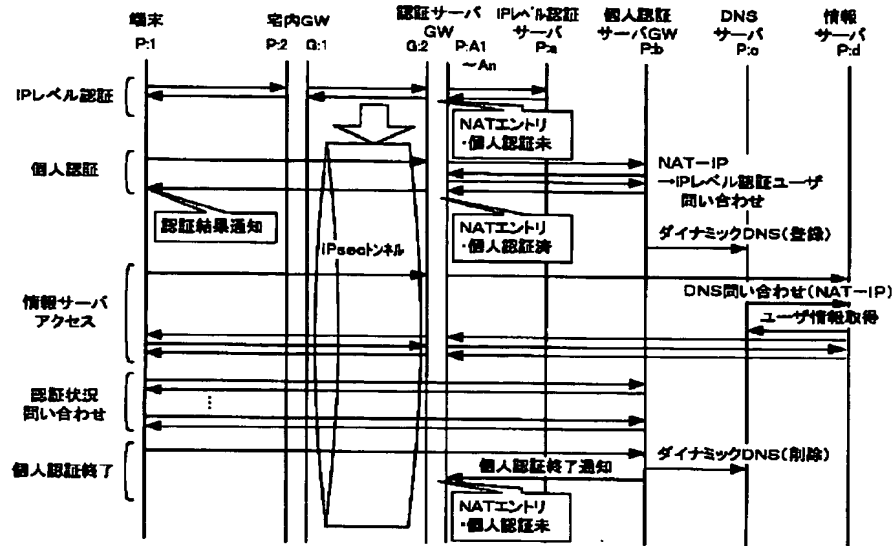 端末
P:1
宅内GW
P:2
G:1
認証サーバ
GW
G:2
P:A1
～An
IPレベル認証
サーバ
P:a
個人認証
サーバGW
P:b
DNS
サーバ
P:c
情報
サーバ
P:d
IPレベル認証
NATエントリ
・個人認証未
個人認証
NAT－IP
→IPレベル認証ユーザ
問い合わせ
認証結果通知
NATエントリ
・個人認証済
IPsecトンネル
ダイナミックDNS(登録)
情報サーバ
アクセス
DNS問い合わせ(NAT－IP)
ユーザ情報取得
認証状況
問い合わせ
個人認証終了
ダイナミックDNS(削除)
個人認証終了通知
NATエントリ
・個人認証未